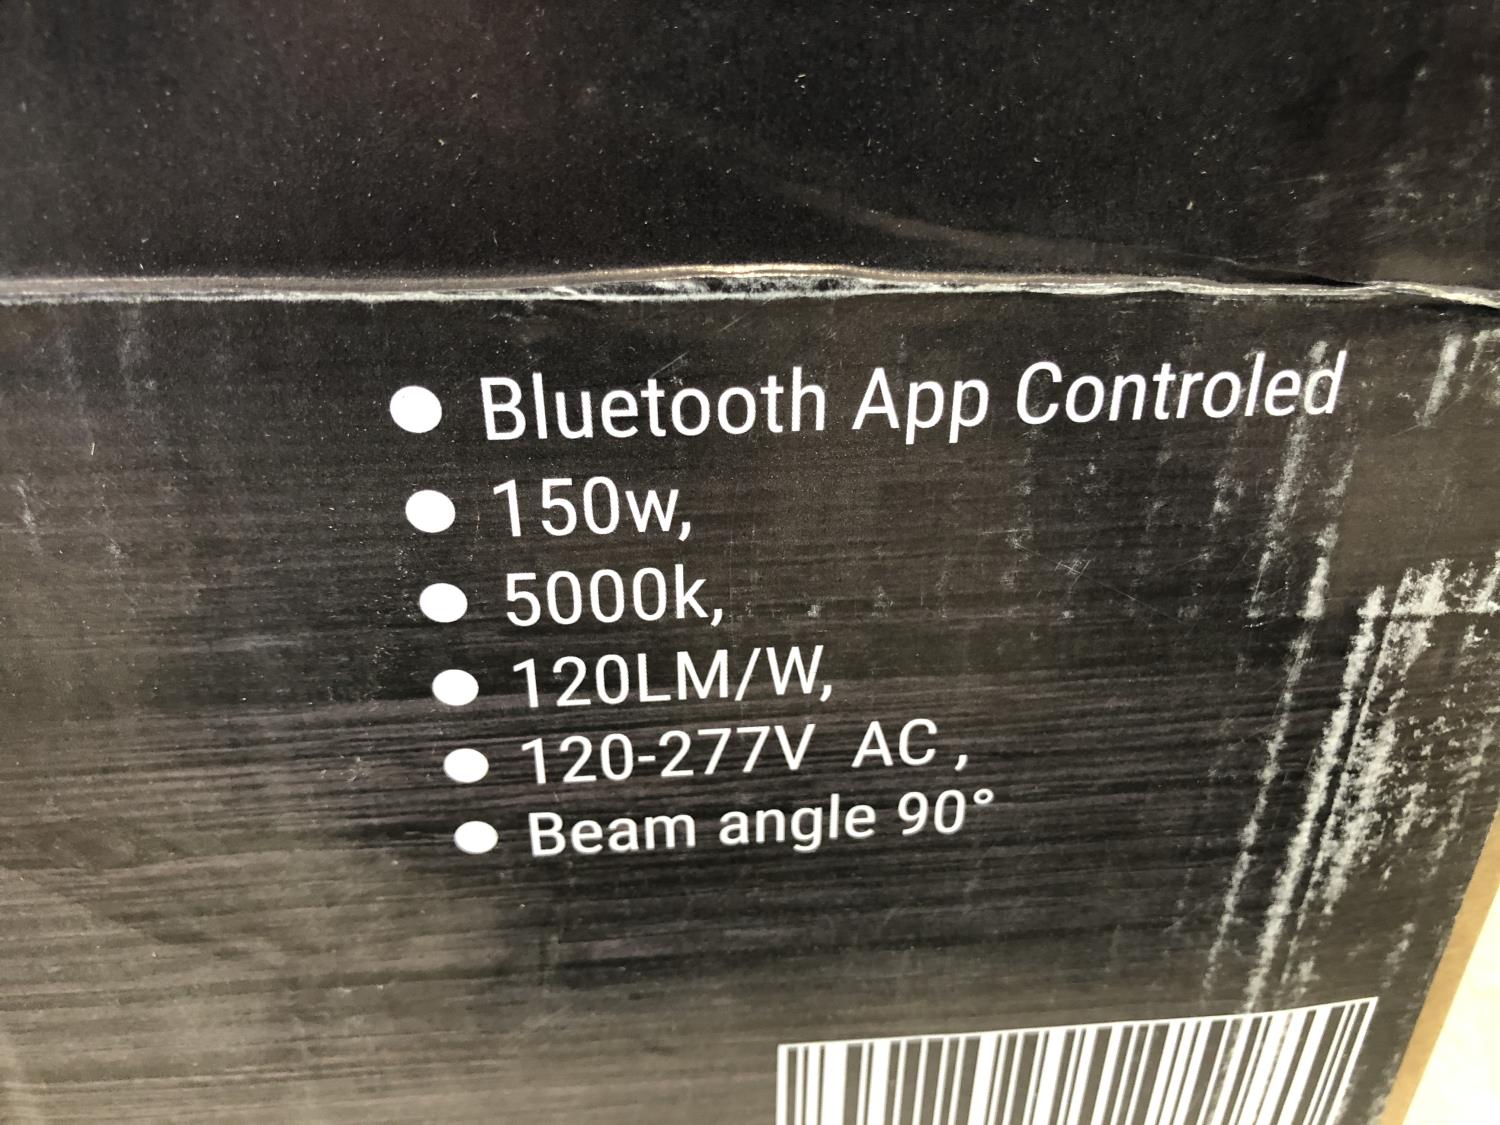 ● Bluetooth App Controled
● 150w,
● 5000k,
● 120LM/W,
● 120-277V AC ,
● Beam angle 90°